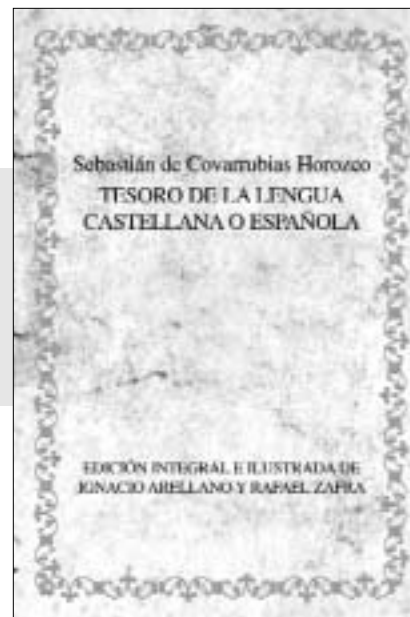 Sebastián de Covarrubias Horozco
TESORO DE LA LENGUA
CASTELLANA O ESPAÑOLA
EDICIÓN INTEGRAL E ILUSTRADA DE
IGNACIO ARELLANO Y RAFAEL ZAFRA